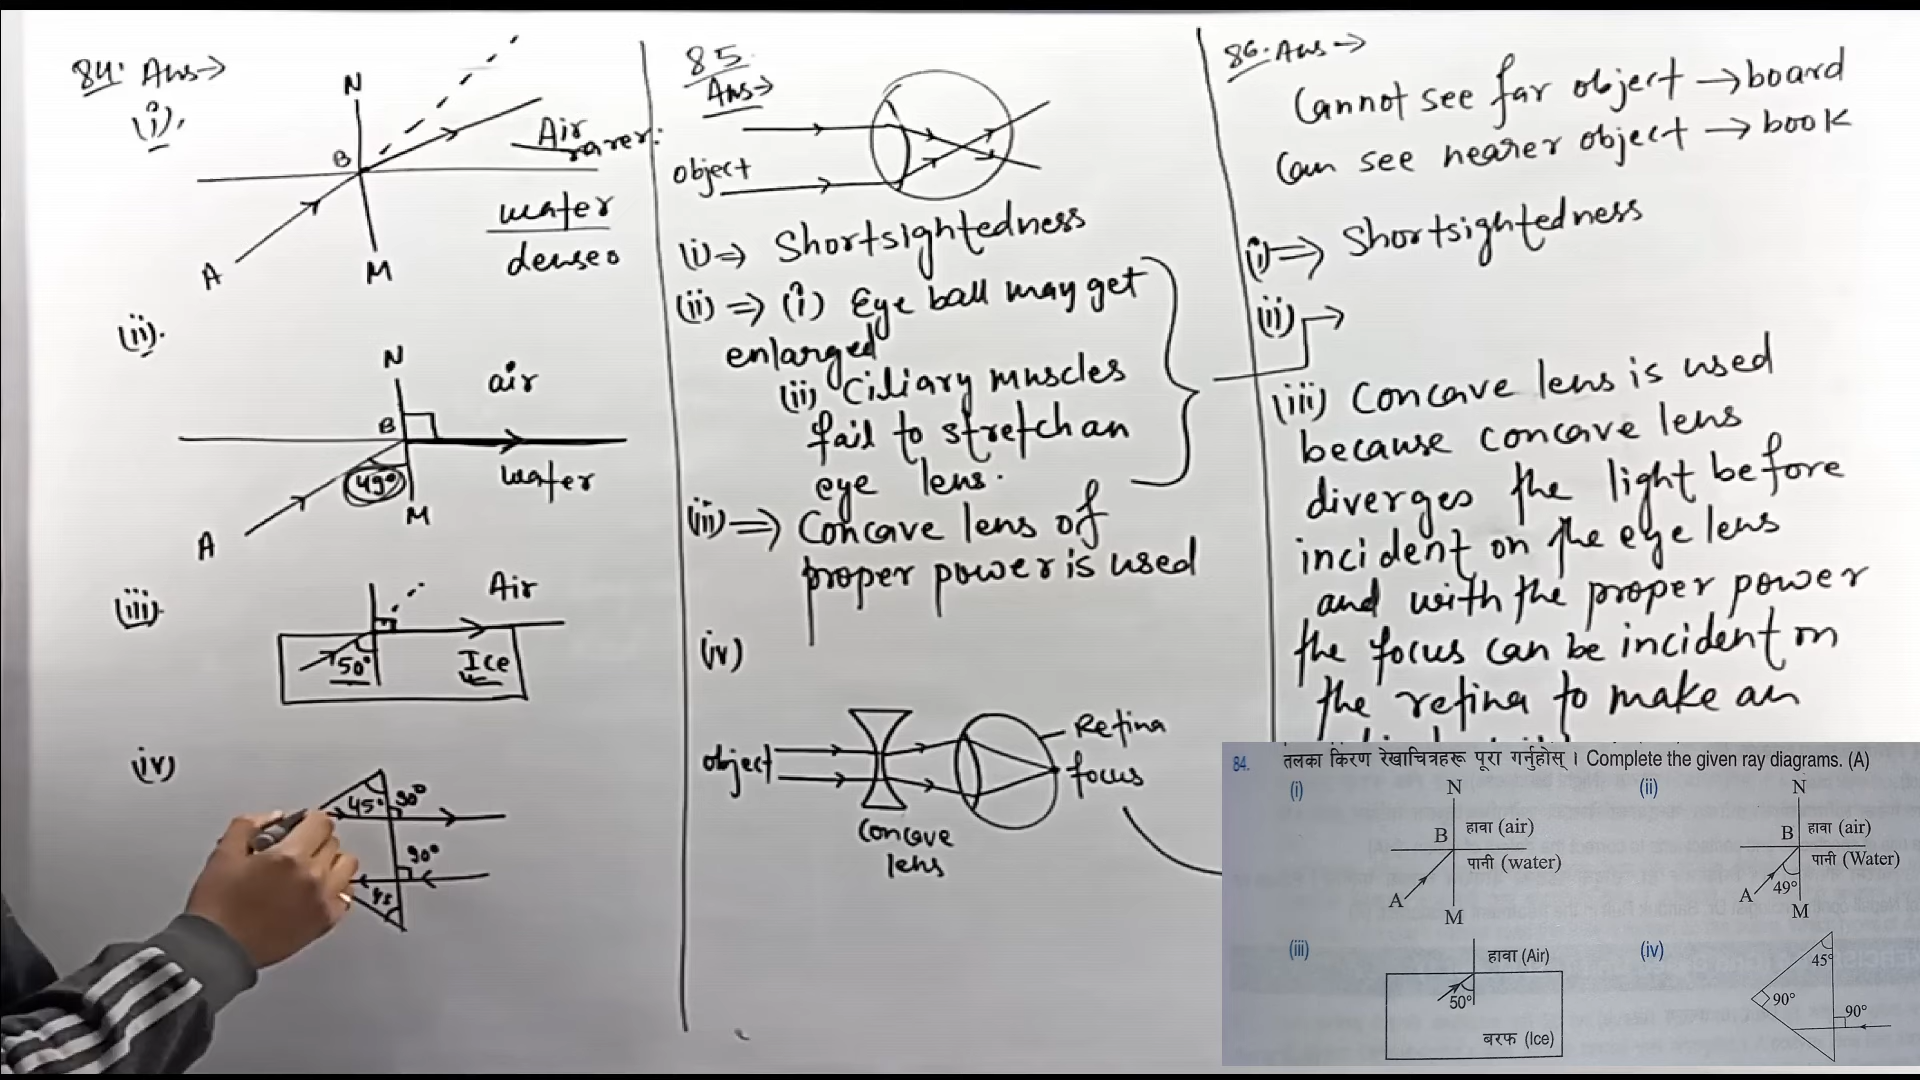 84. Ans→
(i).
N
B
Air
rarer:
water
denser
A
M
(ii).
N
air
B
water
49°
M
A
(iii).
Air
50°
Ice
(iv)
45°
90°
90°
45
85.
Ans→
object
(i)⇒ Shortsightedness
(ii)⇒ (i) Eye ball may get
enlarged
(ii) Ciliary muscles
fail to stretch an
eye lens.
(iii)⇒ Concave lens of
proper power is used
(iv)
object
Retina
focus
Concave
lens
86. Ans→
Cannot see far object → board
Can see nearer object → book
(i)⇒ Shortsightedness
(ii)→
(iii) Concave lens is used
because concave lens
diverges the light before
incident on the eye lens
and with the proper power
the focus can be incident on
the retina to make an
84. तलका किरण रेखाचित्रहरू पूरा गर्नुहोस् । Complete the given ray diagrams. (A)
(i)
N
B
हावा (air)
पानी (water)
A
M
(ii)
N
B
हावा (air)
पानी (Water)
A
49°
M
(iii)
हावा (Air)
50°
बरफ (Ice)
(iv)
45°
90°
90°